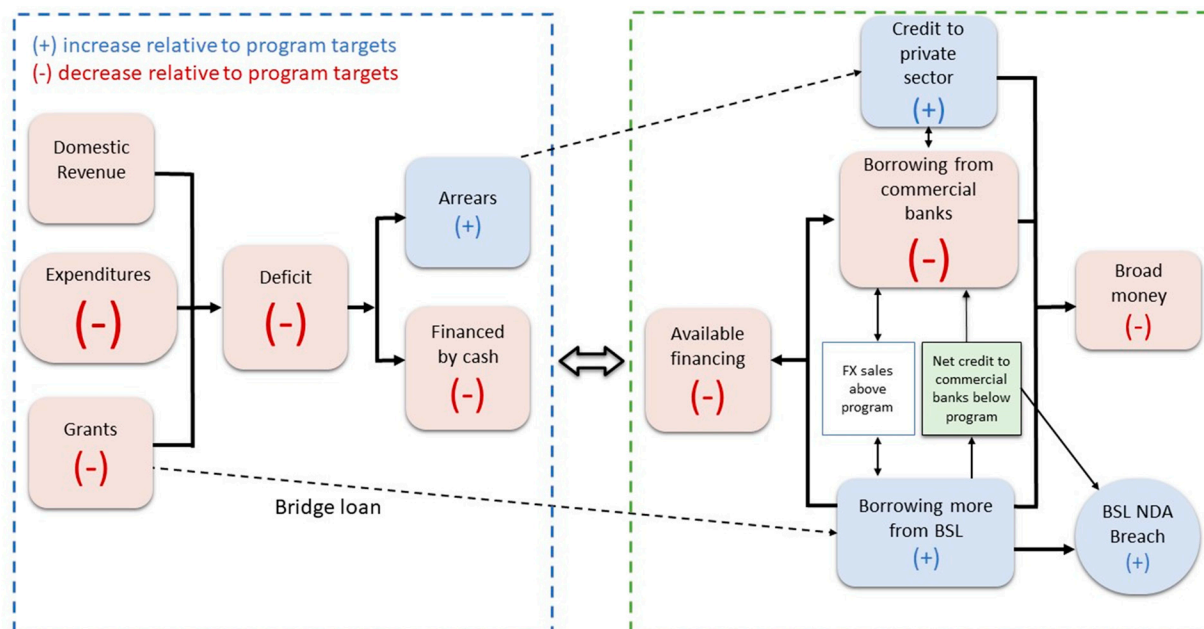 (+) increase relative to program targets
(-) decrease relative to program targets
Domestic
Revenue
Expenditures
(-)
Grants
(-)
Deficit
(-)
Arrears
(+)
Financed
by cash
(-)
Bridge loan
Credit to
private
sector
(+)
Borrowing from
commercial
banks
(-)
Available
financing
(-)
FX sales
above
program
Net credit to
commercial
banks below
program
Broad
money
(-)
Borrowing more
from BSL
(+)
BSL NDA
Breach
(+)